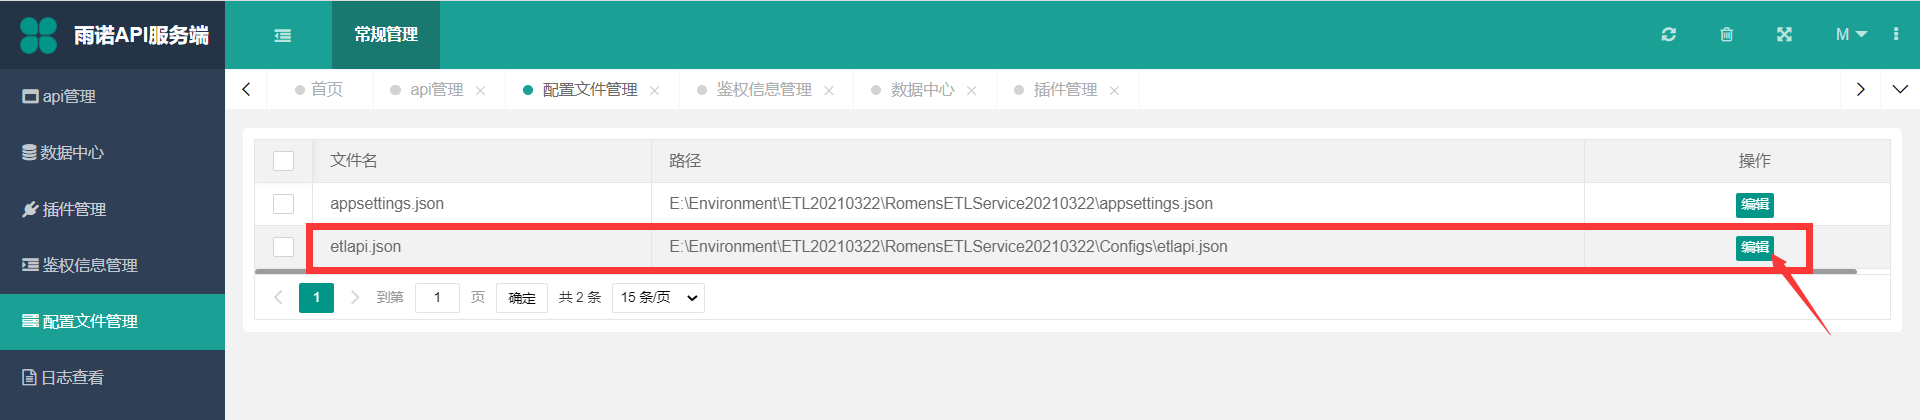 雨诺API服务端
常规管理
M
api管理
数据中心
插件管理
鉴权信息管理
配置文件管理
日志查看
首页 api管理 配置文件管理 鉴权信息管理 数据中心 插件管理
文件名 路径 操作
appsettings.json E:\Environment\ETL20210322\RomensETLService20210322\appsettings.json 编辑
etlapi.json E:\Environment\ETL20210322\RomensETLService20210322\Configs\etlapi.json 编辑
1 到第 1 页 确定 共 2 条 15 条/页